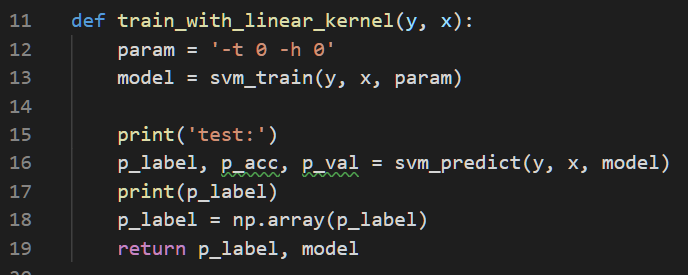 11 def train_with_linear_kernel(y, x):
12 param = '-t 0 -h 0'
13 model = svm_train(y, x, param)
14
15 print('test:')
16 p_label, p_acc, p_val = svm_predict(y, x, model)
17 print(p_label)
18 p_label = np.array(p_label)
19 return p_label, model